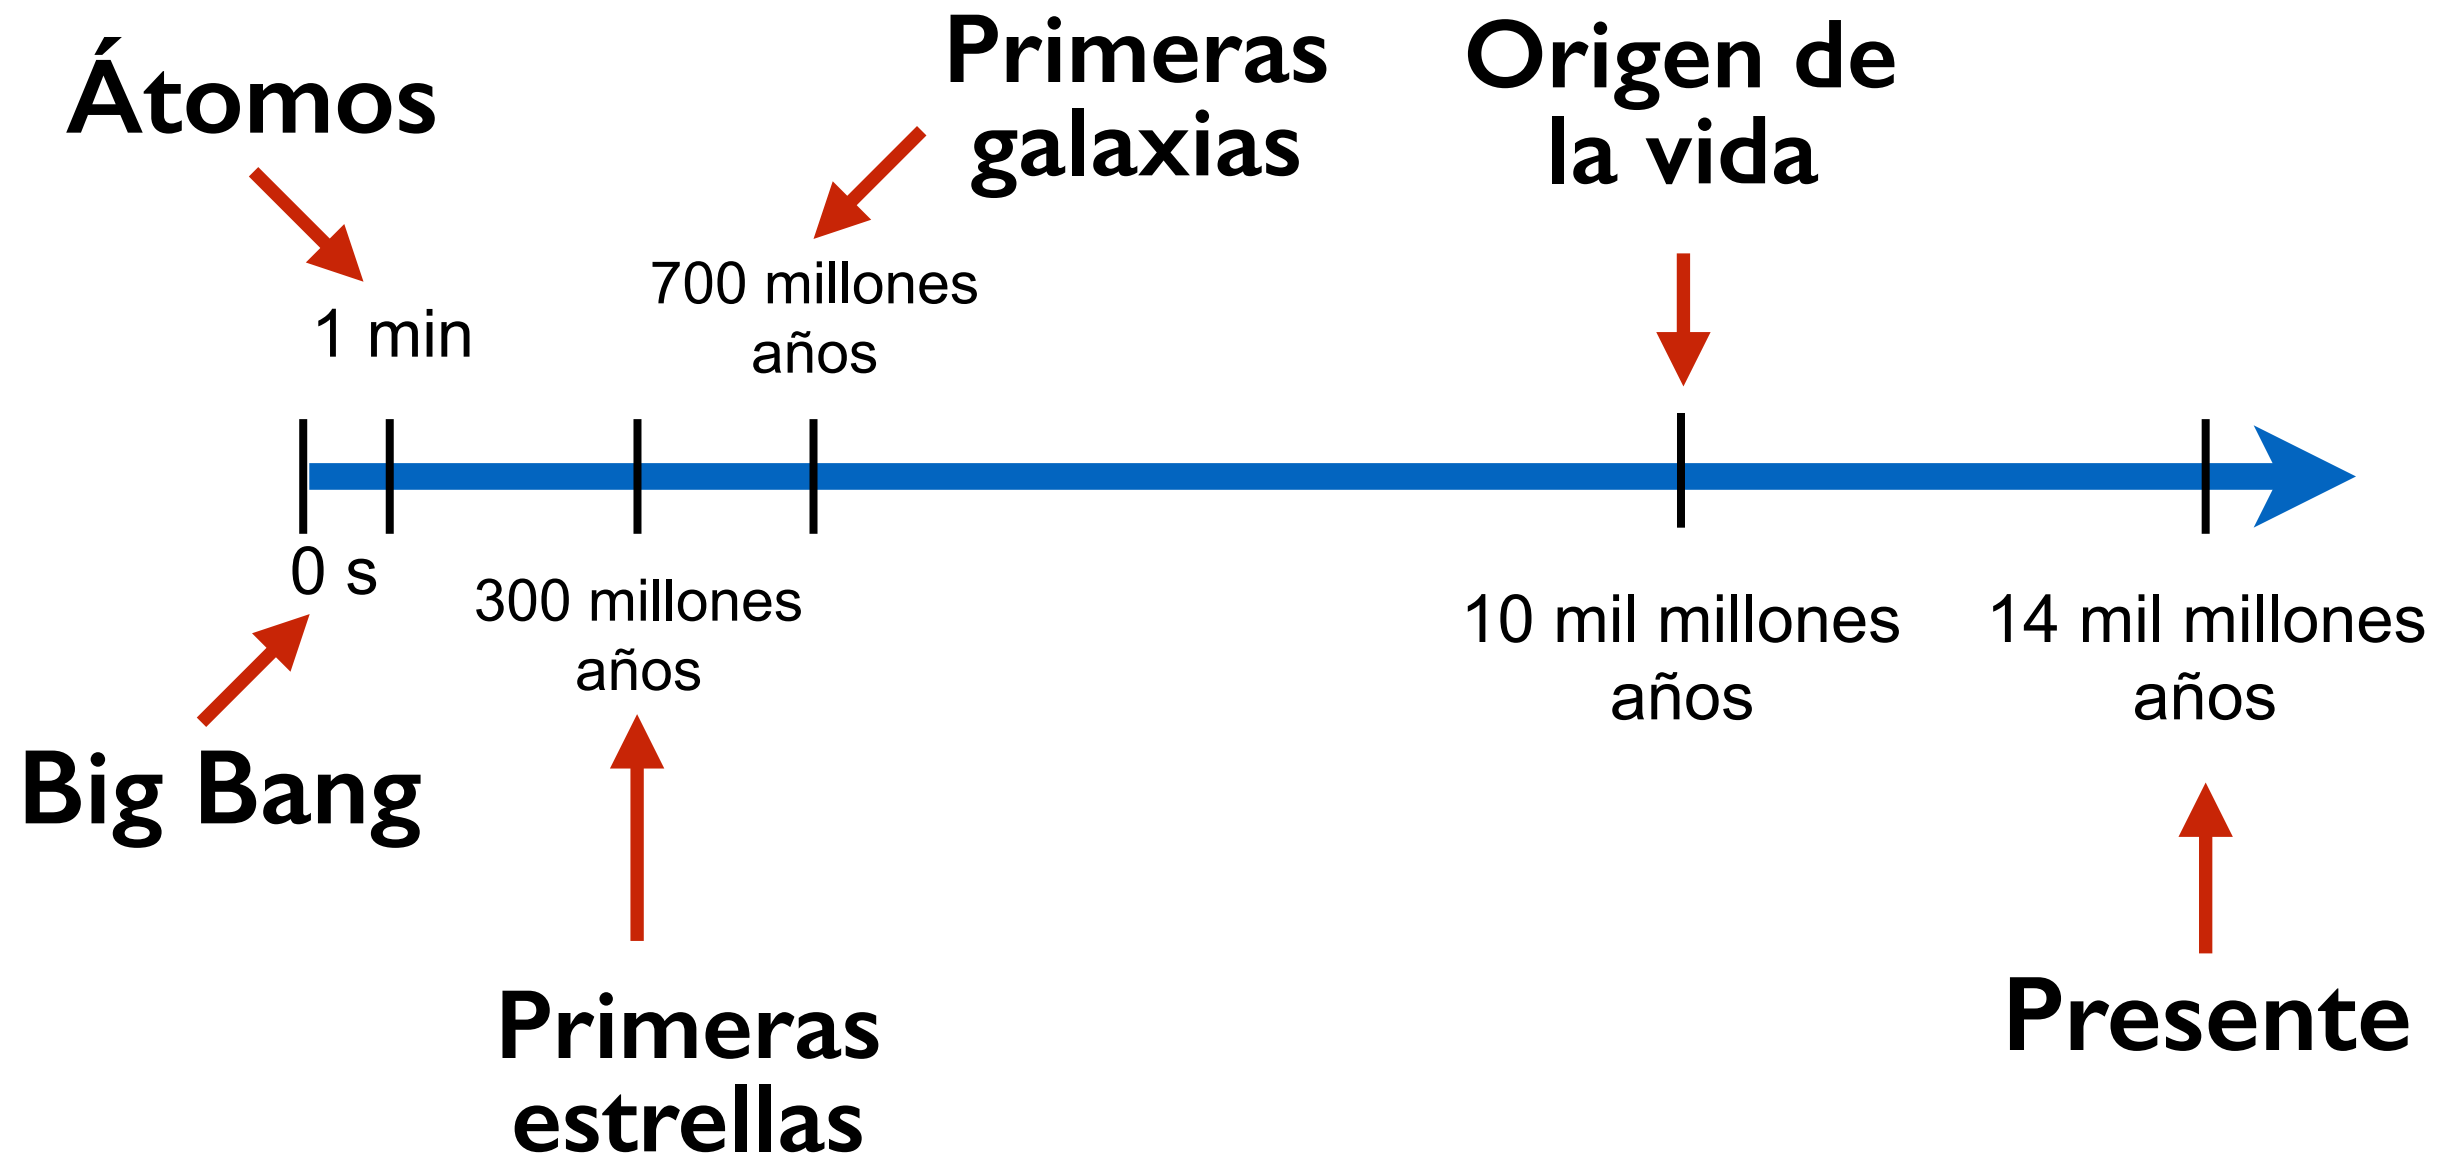 Átomos
1 min
Primeras
galaxias
700 millones
años
Origen de
la vida
0 s
Big Bang
300 millones
años
Primeras
estrellas
10 mil millones
años
14 mil millones
años
Presente